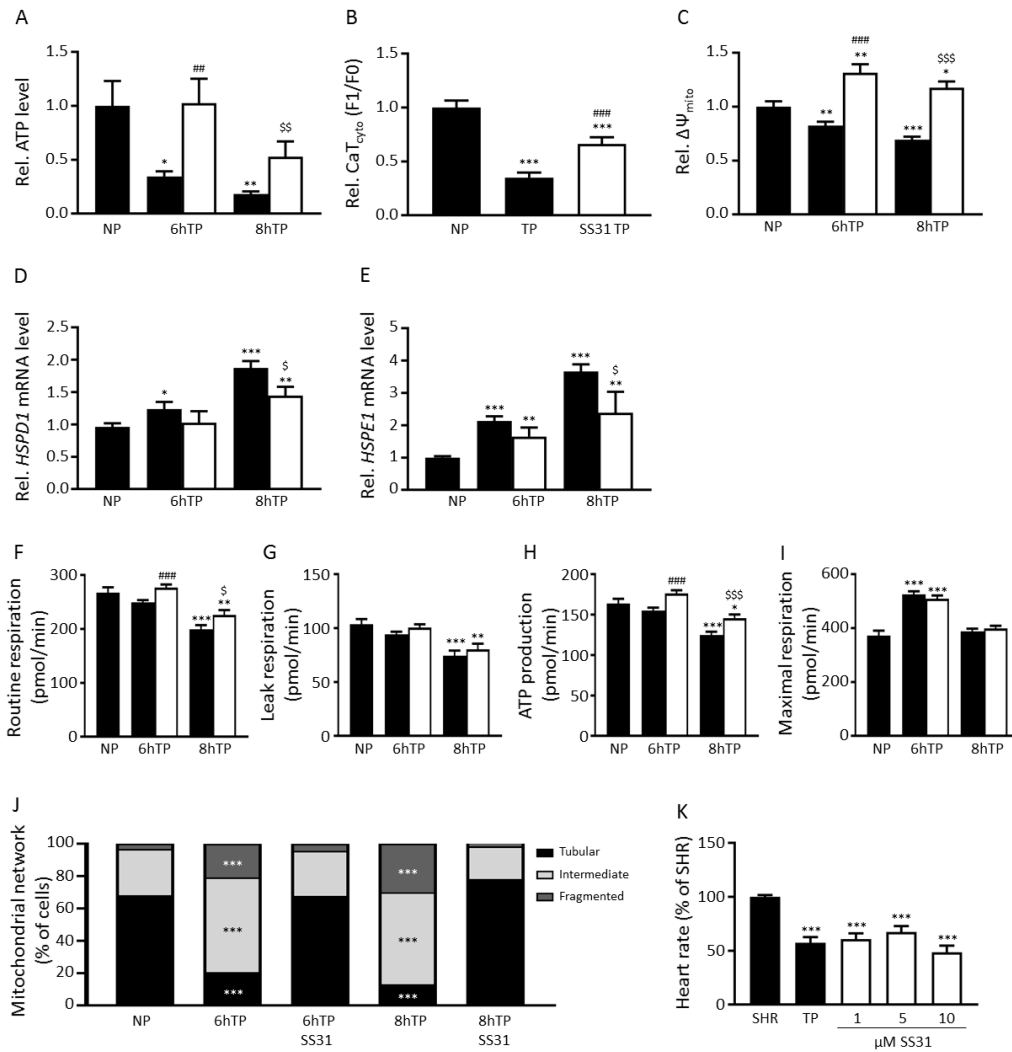 A
Rel. ATP level
1.5
1.0
0.5
0.0
*
##
**
$$
NP
6hTP
8hTP
B
Rel. CaTcyto (F1/F0)
1.5
1.0
0.5
0.0
***
###
***
NP
TP
SS31 TP
C
Rel. ΔΨmito
1.5
1.0
0.5
0.0
**
###
**
***
$$$
*
NP
6hTP
8hTP
D
Rel. HSPD1 mRNA level
2.5
2.0
1.5
1.0
0.5
0.0
*
***
$
**
NP
6hTP
8hTP
E
Rel. HSPE1 mRNA level
5
4
3
2
1
0
***
**
***
$
**
NP
6hTP
8hTP
F
Routine respiration
(pmol/min)
300
200
100
0
###
***
$
**
NP
6hTP
8hTP
G
Leak respiration
(pmol/min)
150
100
50
0
***
**
NP
6hTP
8hTP
H
ATP production
(pmol/min)
200
150
100
50
0
###
***
$$$
*
NP
6hTP
8hTP
I
Maximal respiration
(pmol/min)
600
400
200
0
***
***
NP
6hTP
8hTP
J
Mitochondrial network
(% of cells)
100
80
60
40
20
0
***
***
***
***
***
***
NP
6hTP
6hTP
SS31
8hTP
8hTP
SS31
Tubular
Intermediate
Fragmented
K
Heart rate (% of SHR)
150
100
50
0
***
***
***
***
SHR
TP
1
5
10
μM SS31